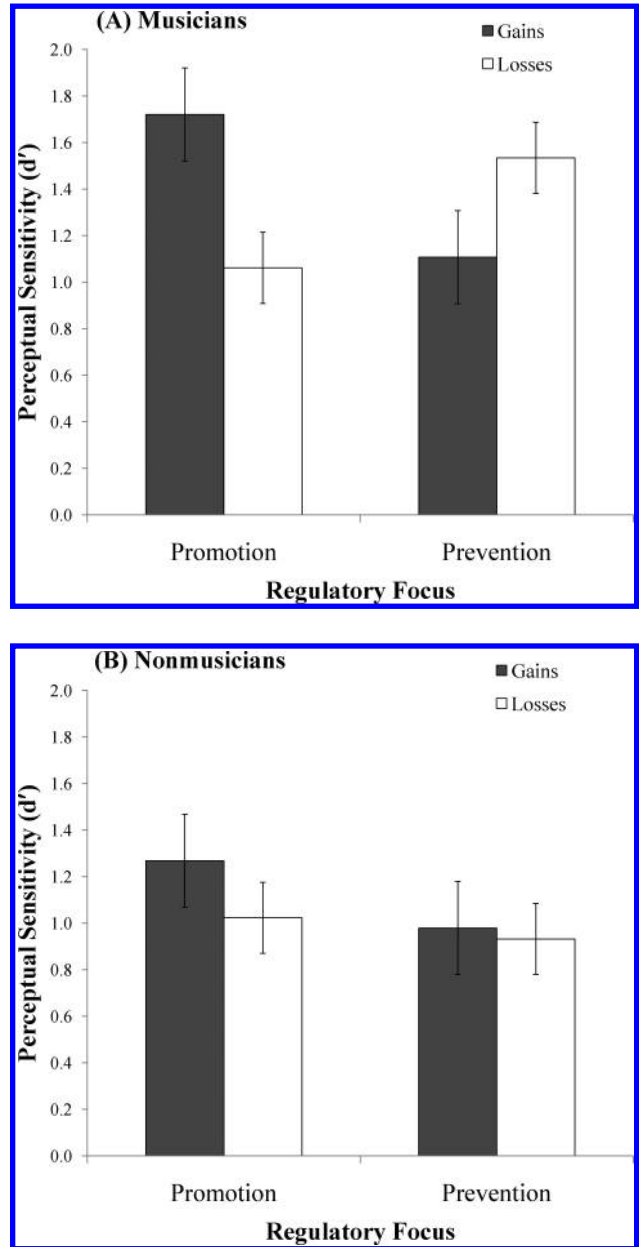 (A) Musicians
Gains
Losses
Perceptual Sensitivity (d′)
2.0
1.8
1.6
1.4
1.2
1.0
0.8
0.6
0.4
0.2
0.0
Promotion Prevention
Regulatory Focus
(B) Nonmusicians
Gains
Losses
Perceptual Sensitivity (d′)
2.0
1.8
1.6
1.4
1.2
1.0
0.8
0.6
0.4
0.2
0.0
Promotion Prevention
Regulatory Focus